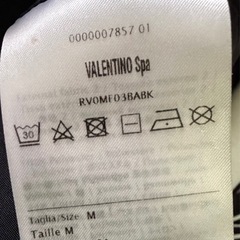 0000007857 01
VALENTINO Spa
RV0MF03BABK
30
Taglia/Size M
Taille M